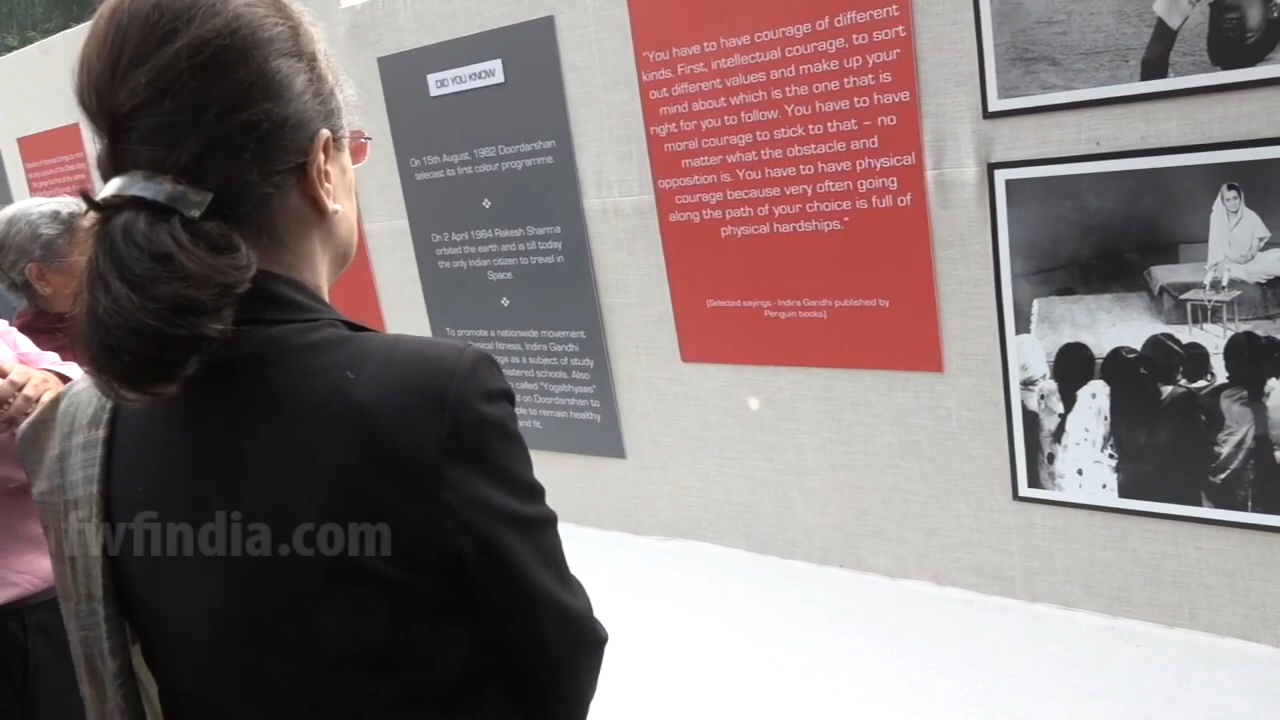 DID YOU KNOW
On 15th August, 1982 Doordarshan
telecast its first colour programme.
On 2 April 1984 Rakesh Sharma
orbited the earth and is till today
the only Indian citizen to travel in
Space.
To promote a nationwide movement
fitness, Indira Gandhi
as a subject of study
schools. Also
called "Yogabhyaas"
on Doordarshan to
to remain healthy
and fit.
"You have to have courage of different
kinds. First, intellectual courage, to sort
out different values and make up your
mind about which is the one that is
right for you to follow. You have to have
moral courage to stick to that – no
matter what the obstacle and
opposition is. You have to have physical
courage because very often going
along the path of your choice is full of
physical hardships."
[Selected sayings - Indira Gandhi published by
Penguin books]
fwfindia.com